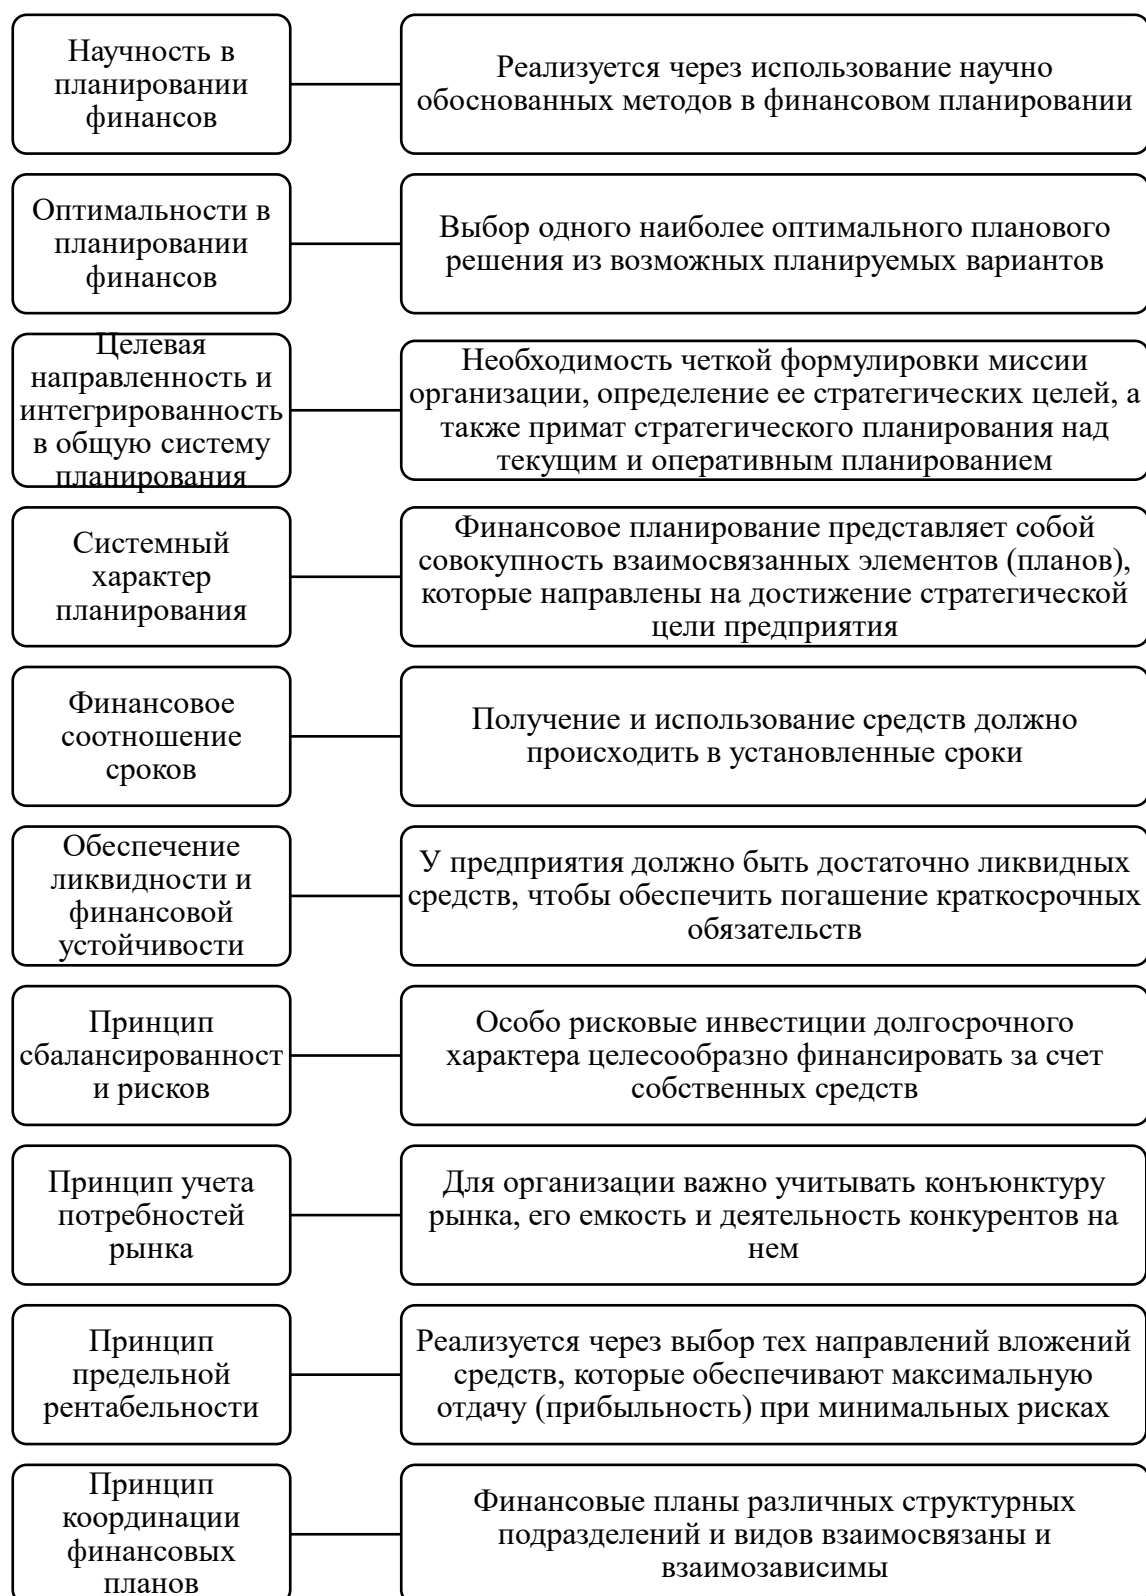 Научность в
планировании
финансов
Реализуется через использование научно
обоснованных методов в финансовом планировании
Оптимальности в
планировании
финансов
Выбор одного наиболее оптимального планового
решения из возможных планируемых вариантов
Целевая
направленность и
интегрированность
в общую систему
планирования
Необходимость четкой формулировки миссии
организации, определение ее стратегических целей, а
также примат стратегического планирования над
текущим и оперативным планированием
Системный
характер
планирования
Финансовое планирование представляет собой
совокупность взаимосвязанных элементов (планов),
которые направлены на достижение стратегической
цели предприятия
Финансовое
соотношение
сроков
Получение и использование средств должно
происходить в установленные сроки
Обеспечение
ликвидности и
финансовой
устойчивости
У предприятия должно быть достаточно ликвидных
средств, чтобы обеспечить погашение краткосрочных
обязательств
Принцип
сбалансированност
и рисков
Особо рисковые инвестиции долгосрочного
характера целесообразно финансировать за счет
собственных средств
Принцип учета
потребностей
рынка
Для организации важно учитывать конъюнктуру
рынка, его емкость и деятельность конкурентов на
нем
Принцип
предельной
рентабельности
Реализуется через выбор тех направлений вложений
средств, которые обеспечивают максимальную
отдачу (прибыльность) при минимальных рисках
Принцип
координации
финансовых
планов
Финансовые планы различных структурных
подразделений и видов взаимосвязаны и
взаимозависимы